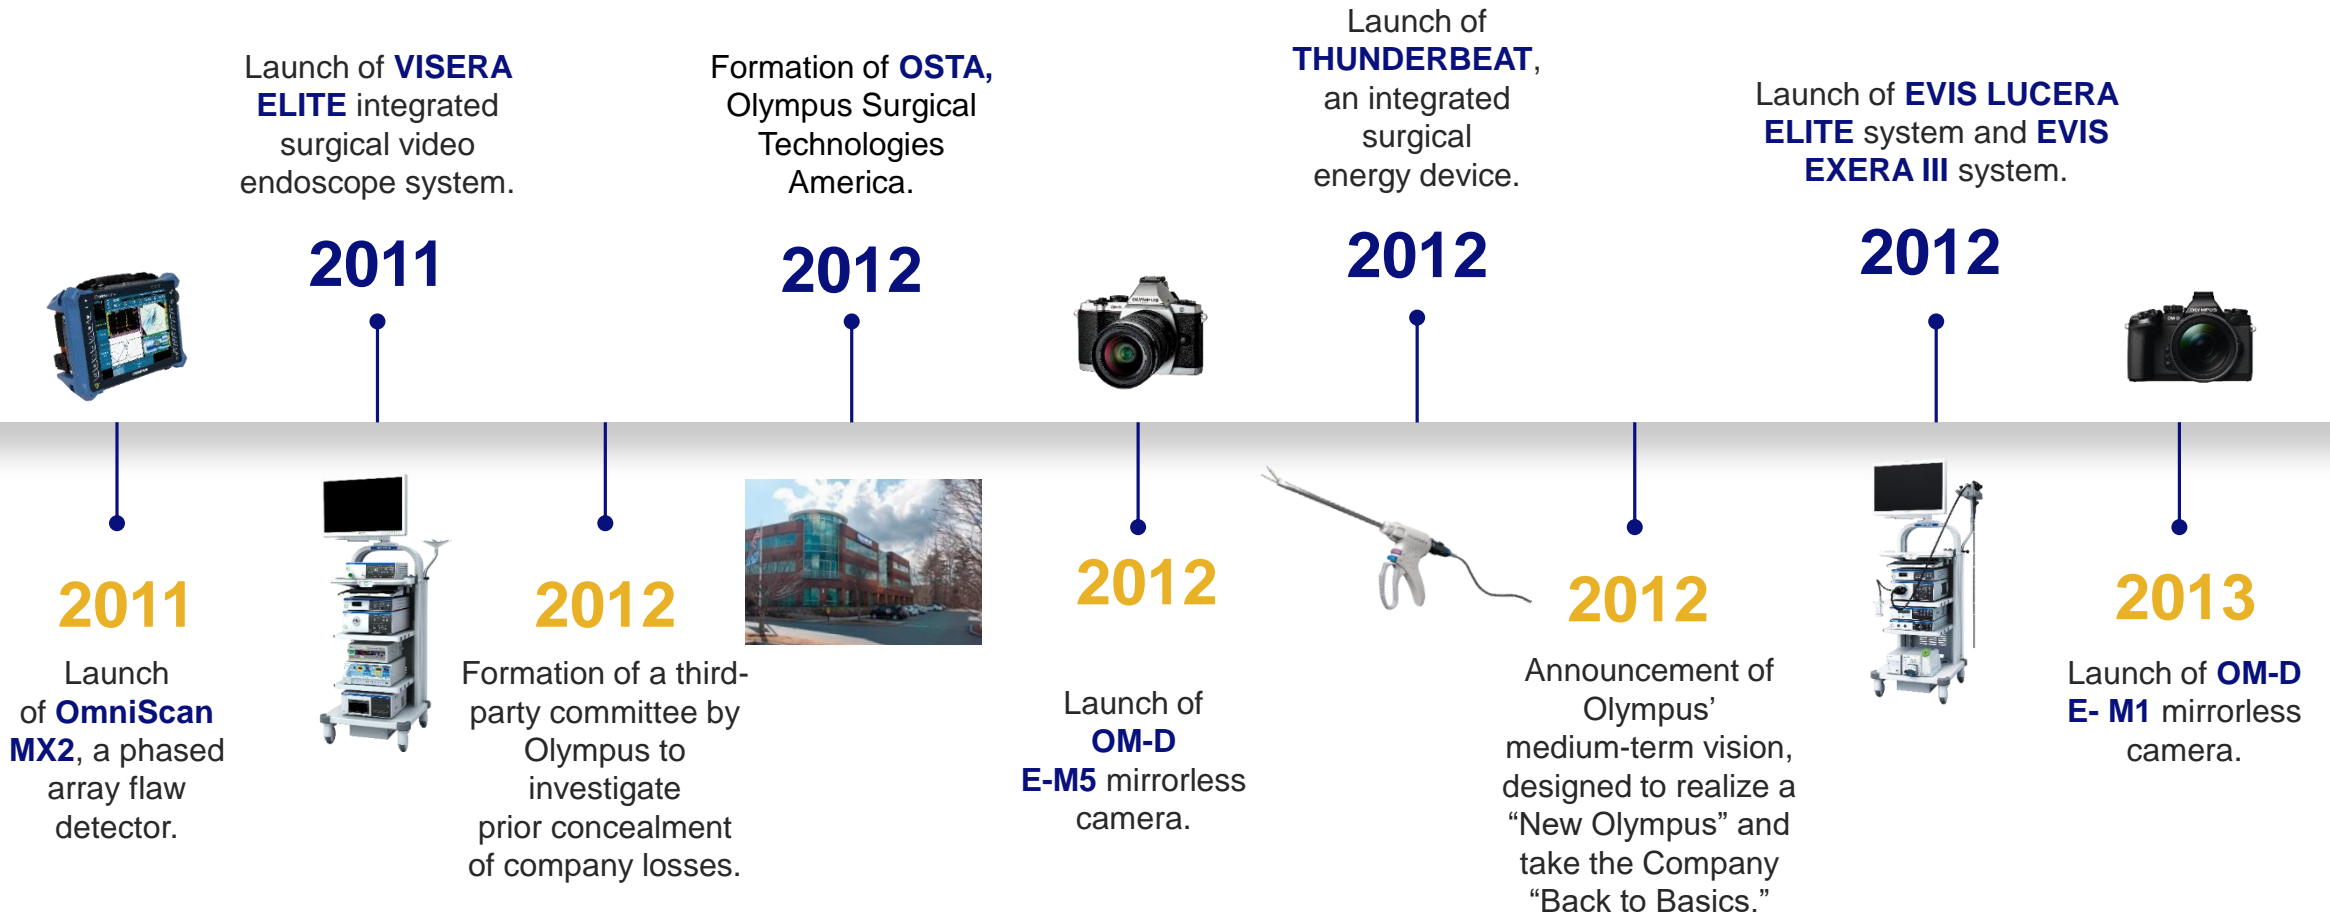 Launch of VISERA
ELITE integrated
surgical video
endoscope system.
2011
Formation of OSTA,
Olympus Surgical
Technologies
America.
2012
Launch of
THUNDERBEAT,
an integrated
surgical
energy device.
2012
Launch of EVIS LUCERA
ELITE system and EVIS
EXERA III system.
2012
OLYMPUS
OLYMPUS
2011
Launch
of OmniScan
MX2, a phased
array flaw
detector.
2012
Formation of a third-
party committee by
Olympus to
investigate
prior concealment
of company losses.
2012
Launch of
OM-D
E-M5 mirrorless
camera.
2012
Announcement of
Olympus’
medium-term vision,
designed to realize a
“New Olympus” and
take the Company
“Back to Basics.”
2013
Launch of OM-D
E- M1 mirrorless
camera.